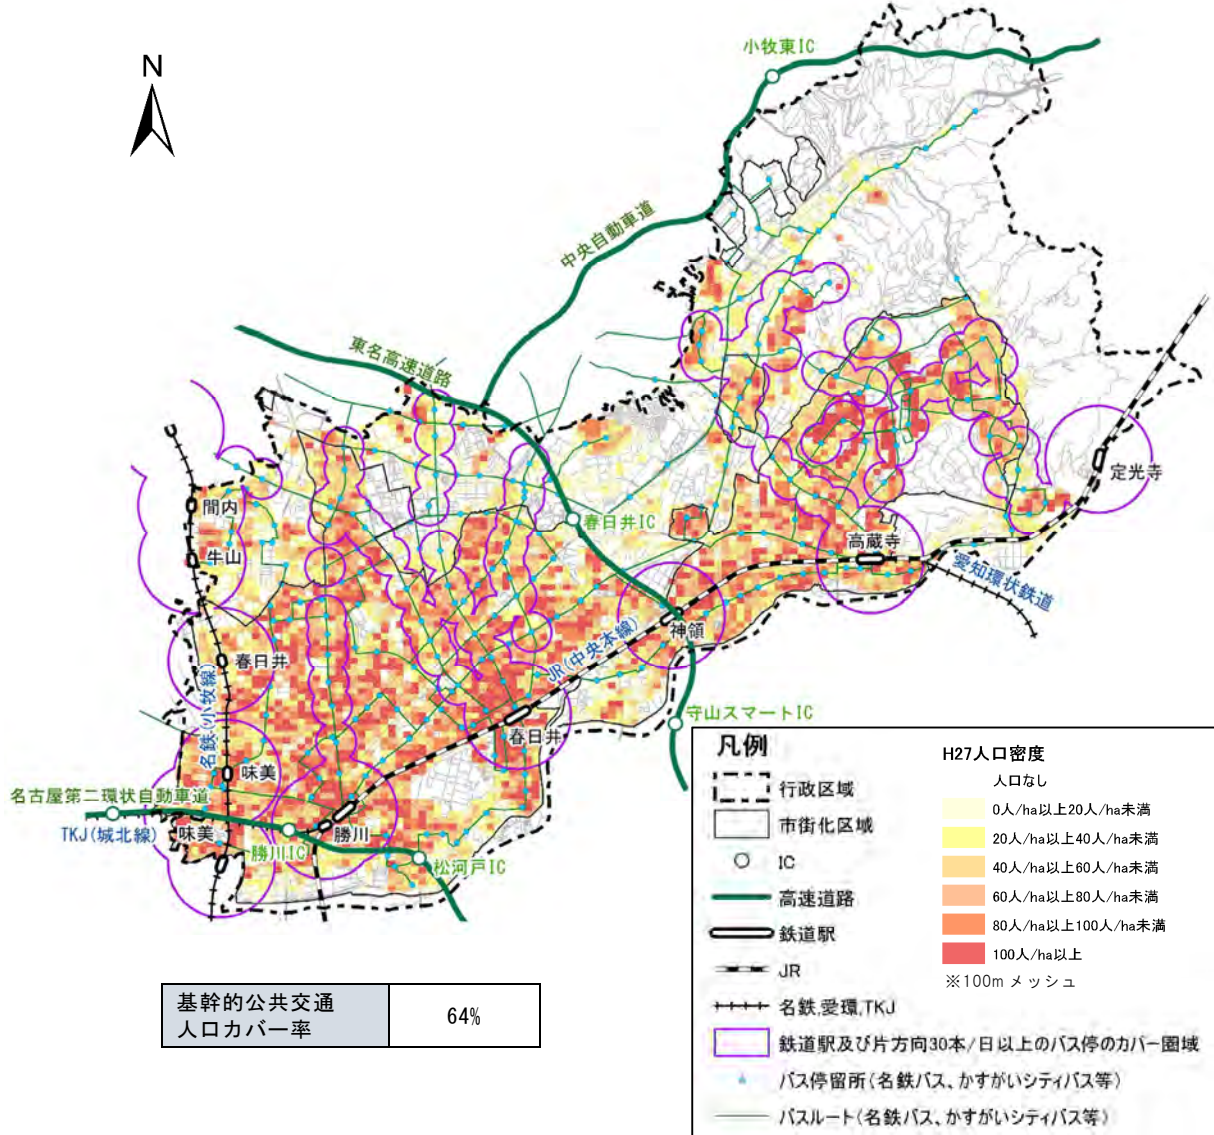 小牧東IC
N
中央自動車道
東名高速道路
定光寺
間内
春日井IC
高蔵寺
牛山
愛知環状鉄道
神領
JR(中央本線)
春日井
名鉄(小牧線)
守山スマートIC
春日井
味美
名古屋第二環状自動車道
TKJ(城北線)
味美
勝川
勝川IC
松河戸IC
基幹的公共交通
人口カバー率
64%
凡例
行政区域
市街化区域
IC
高速道路
鉄道駅
JR
名鉄,愛環,TKJ
鉄道駅及び片方向30本/日以上のバス停のカバー圏域
バス停留所(名鉄バス、かすがいシティバス等)
バスルート(名鉄バス、かすがいシティバス等)
H27人口密度
人口なし
0人/ha以上20人/ha未満
20人/ha以上40人/ha未満
40人/ha以上60人/ha未満
60人/ha以上80人/ha未満
80人/ha以上100人/ha未満
100人/ha以上
※100m メッシュ